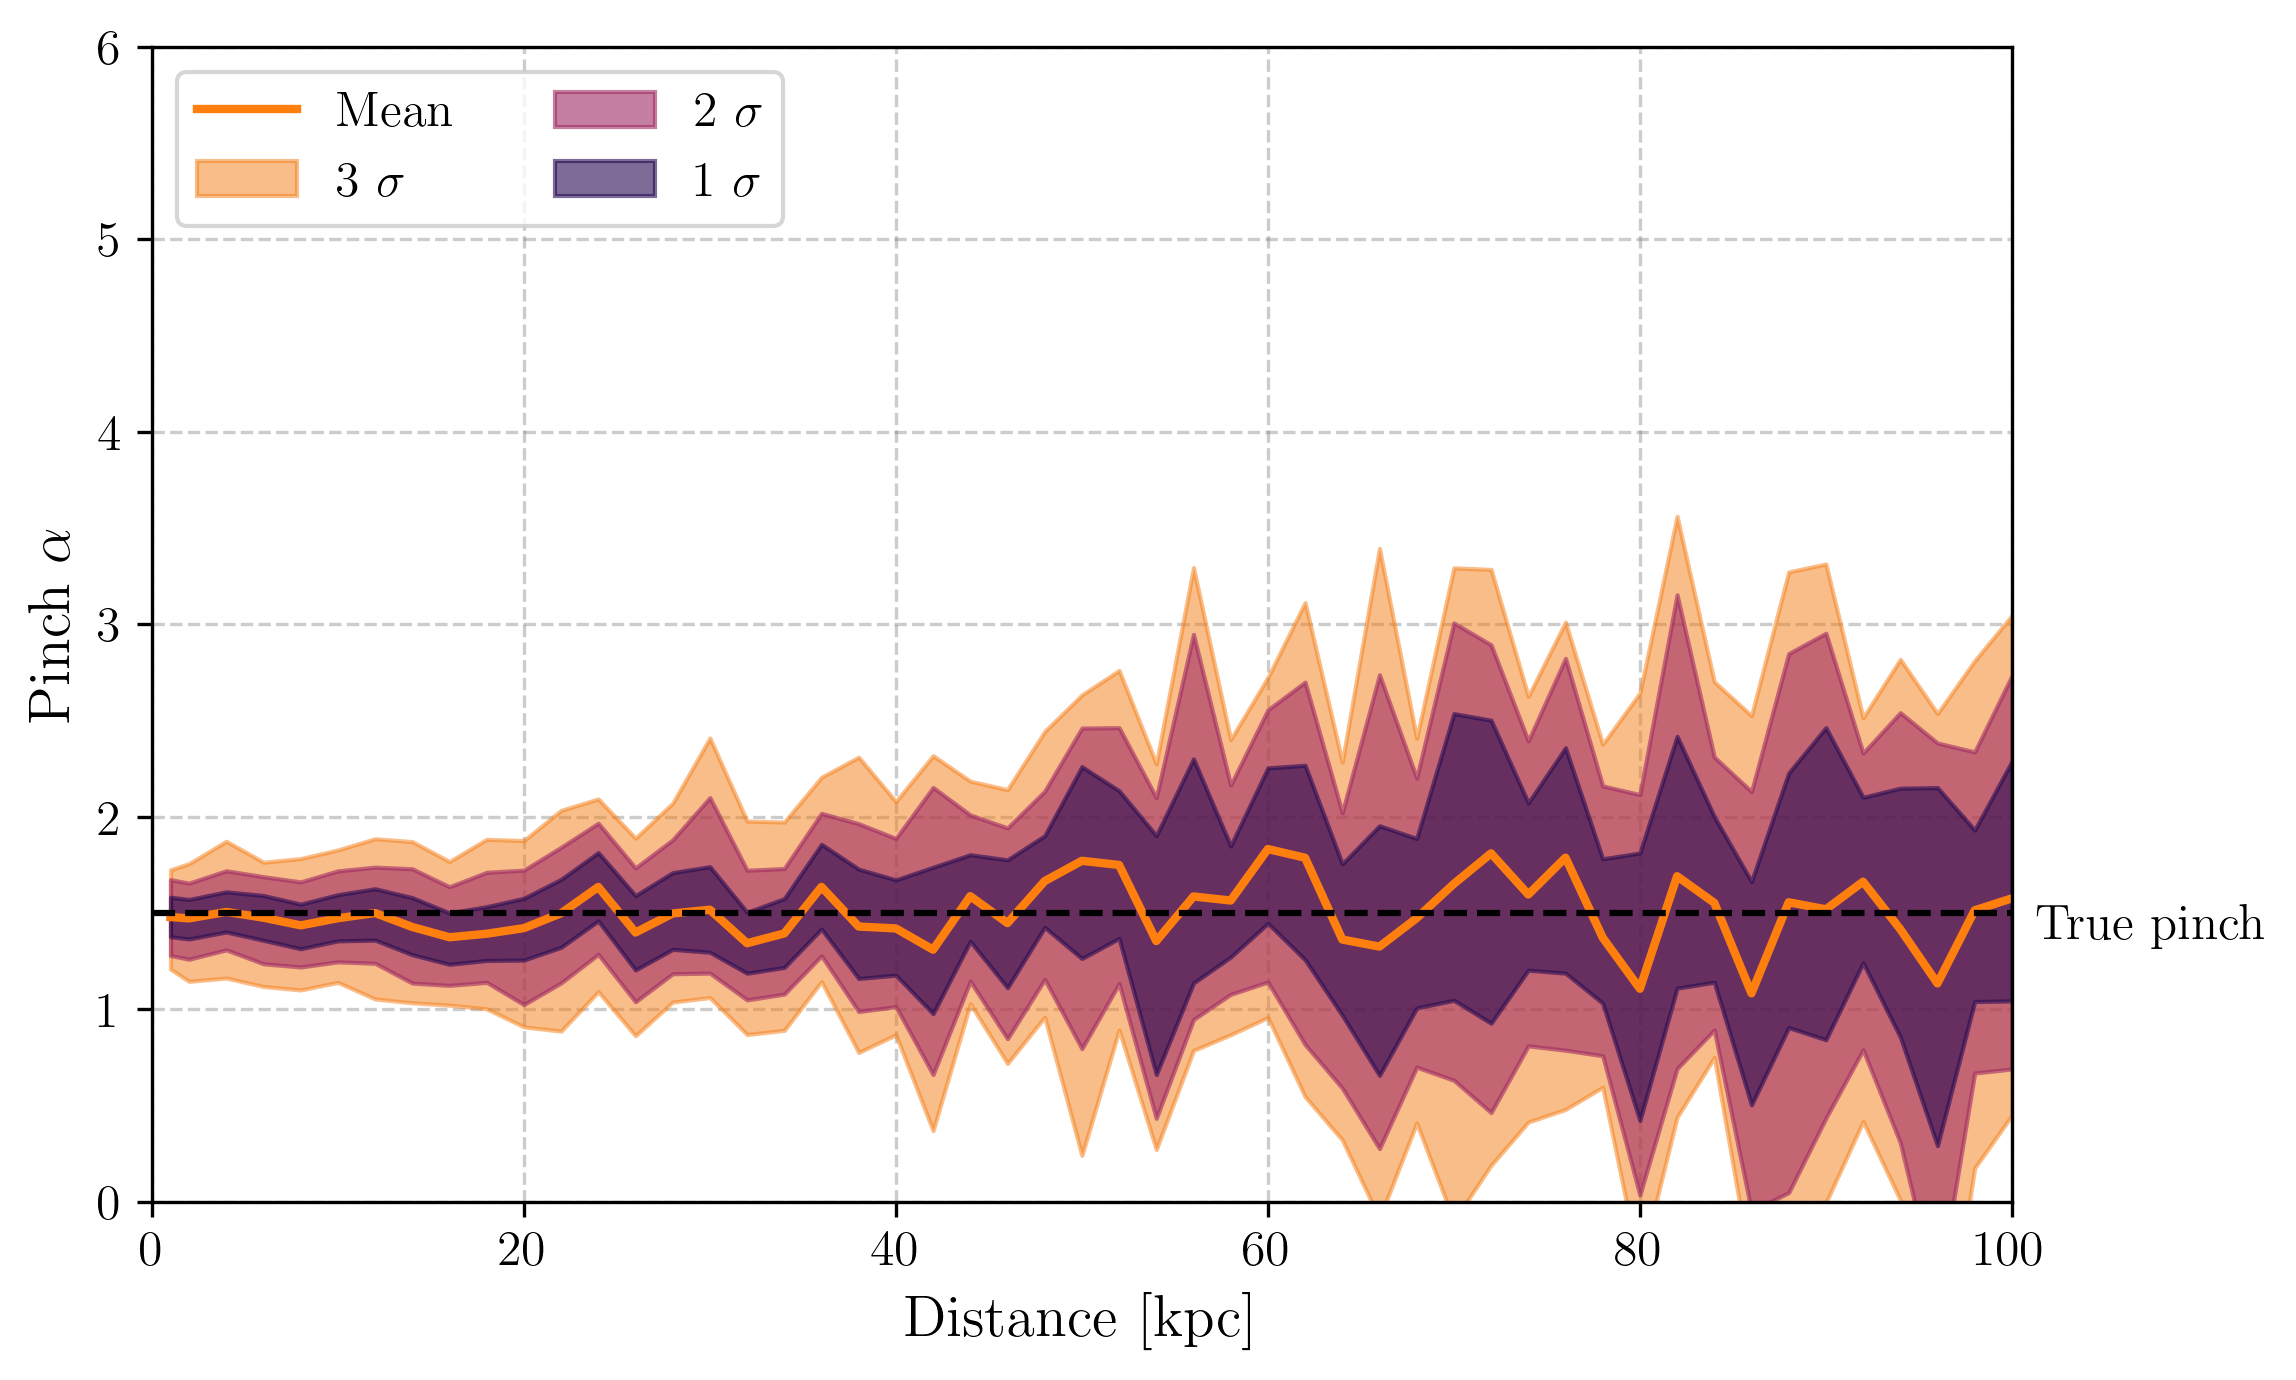 6
5
4
3
2
1
0
Pinch α
Mean
3 σ
2 σ
1 σ
True pinch
0 20 40 60 80 100
Distance [kpc]